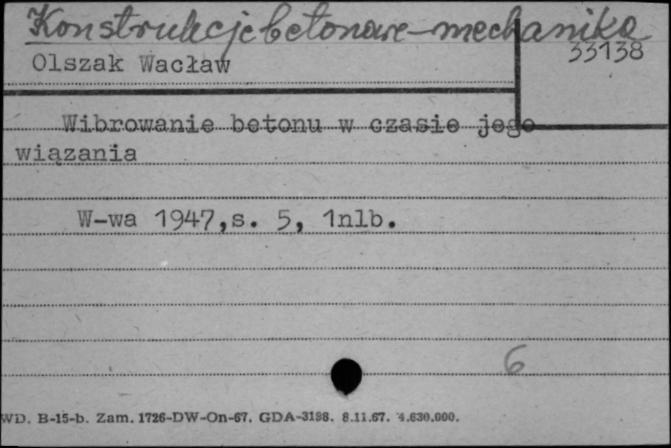 Konstrukcje betonowe - mechanika
33138
Olszak Wacław
Wibrowanie betonu w czasie jego
wiązania
W-wa 1947,s. 5, 1nlb.
6
WD. B-15-b. Zam. 1726-DW-On-67. GDA-3198. 8.11.67. 4.630.000.